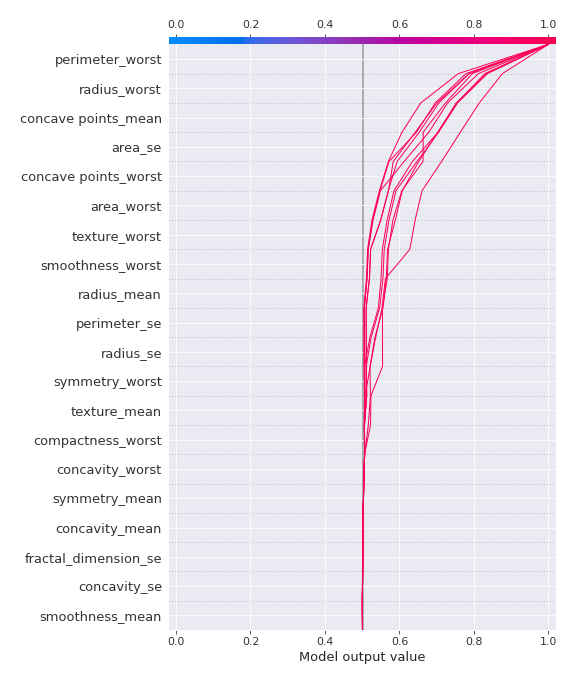 0.0 0.2 0.4 0.6 0.8 1.0
perimeter_worst
radius_worst
concave points_mean
area_se
concave points_worst
area_worst
texture_worst
smoothness_worst
radius_mean
perimeter_se
radius_se
symmetry_worst
texture_mean
compactness_worst
concavity_worst
symmetry_mean
concavity_mean
fractal_dimension_se
concavity_se
smoothness_mean
0.0 0.2 0.4 0.6 0.8 1.0
Model output value